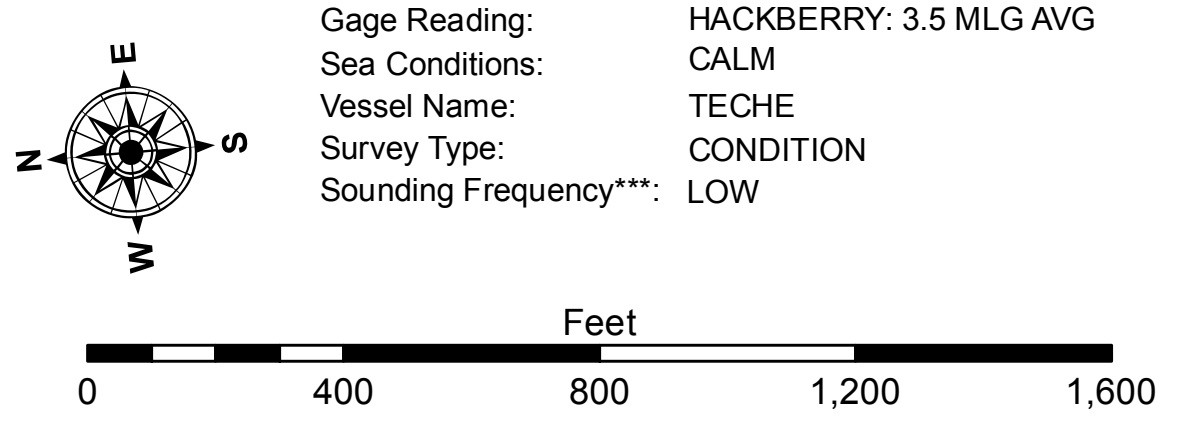 Gage Reading: HACKBERRY: 3.5 MLG AVG
Sea Conditions: CALM
Vessel Name: TECHE
Survey Type: CONDITION
Sounding Frequency***: LOW
E
N S
W
Feet
0 400 800 1,200 1,600